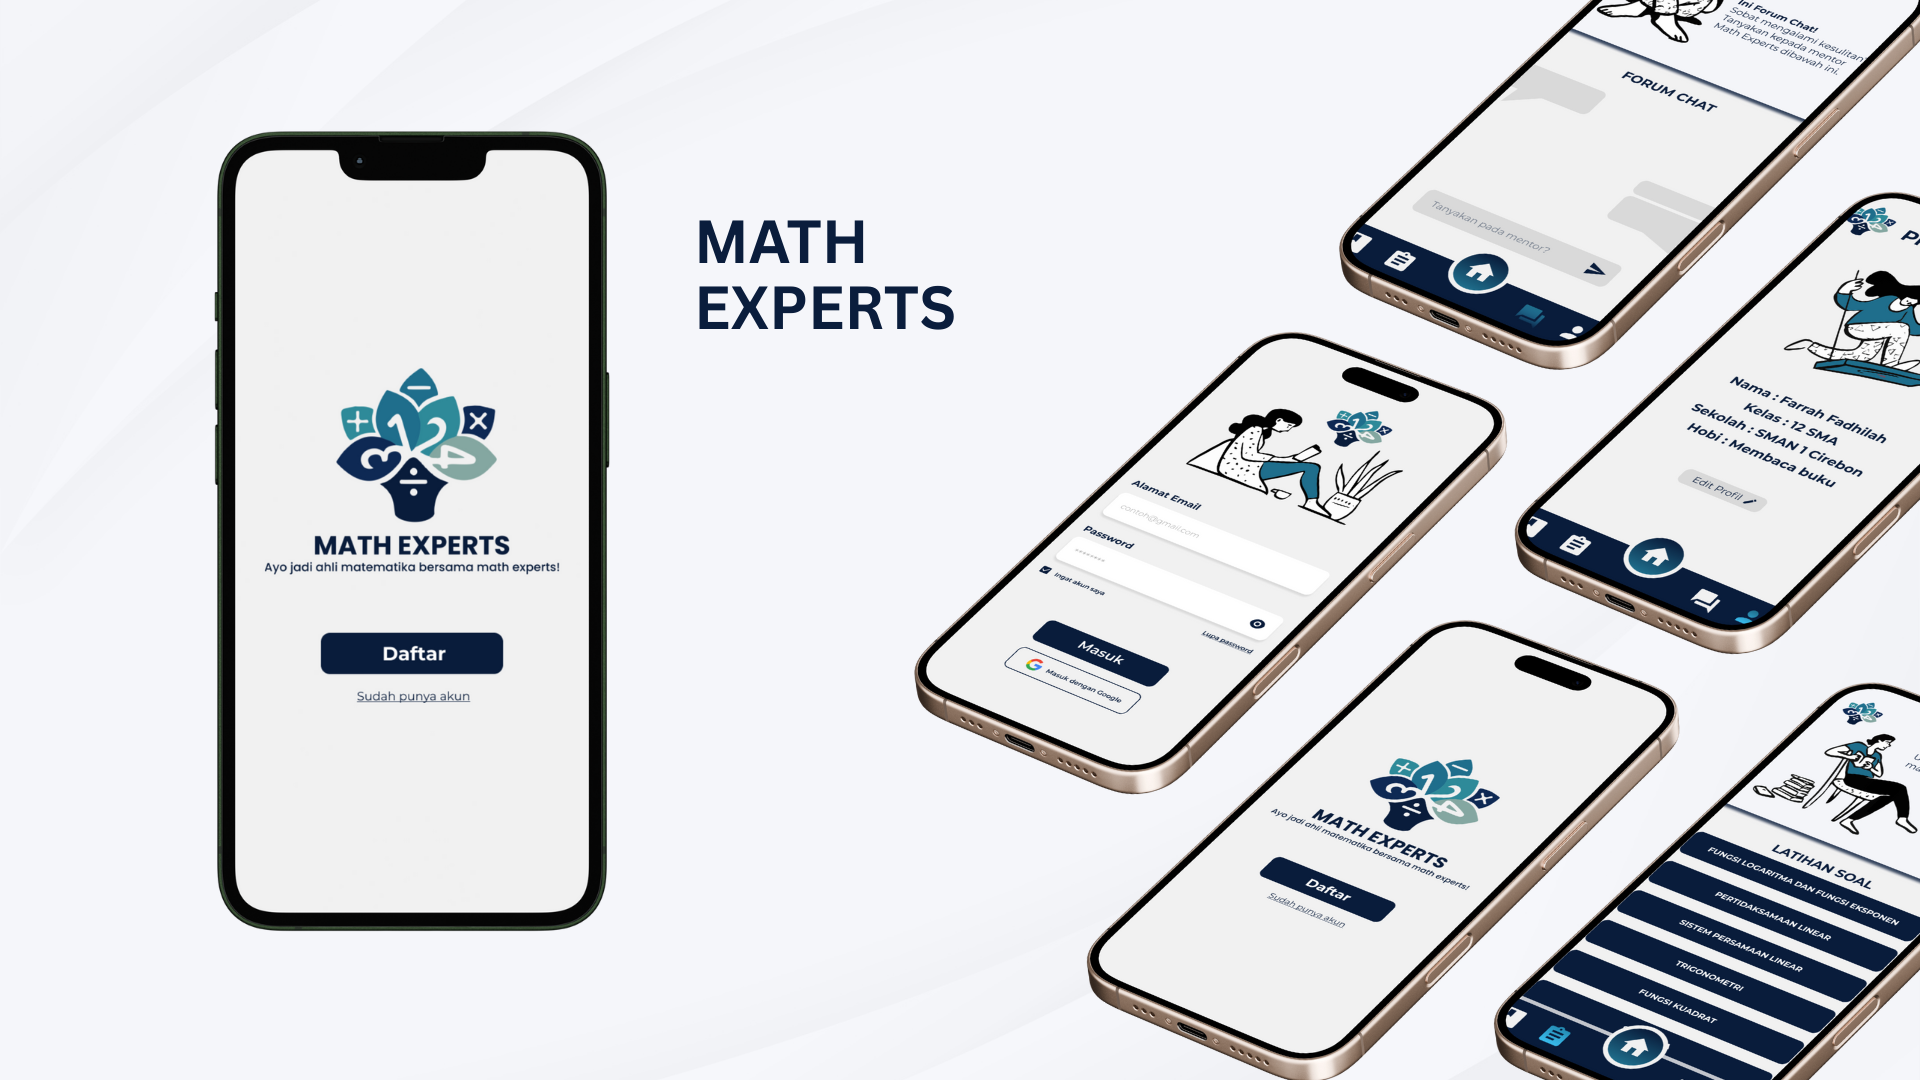 MATH
EXPERTS
+
−
×
1
2
3
4
÷
MATH EXPERTS
Ayo jadi ahli matematika bersama math experts!
Daftar
Sudah punya akun
Ini Forum Chat!
Sobat mengalami kesulitan
Tanyakan kepada mentor
Math Experts dibawah ini.
FORUM CHAT
Tanyakan pada mentor?
Nama : Farrah Fadhilah
Kelas : 12 SMA
Sekolah : SMAN 1 Cirebon
Hobi : Membaca buku
Edit Profil
Alamat Email
contoh@gmail.com
Password
********
Ingat akun saya
Lupa password
Masuk
Masuk dengan Google
MATH EXPERTS
Ayo jadi ahli matematika bersama math experts!
Daftar
Sudah punya akun
LATIHAN SOAL
FUNGSI LOGARITMA DAN FUNGSI EKSPONEN
PERTIDAKSAMAAN LINEAR
SISTEM PERSAMAAN LINEAR
TRIGONOMETRI
FUNGSI KUADRAT